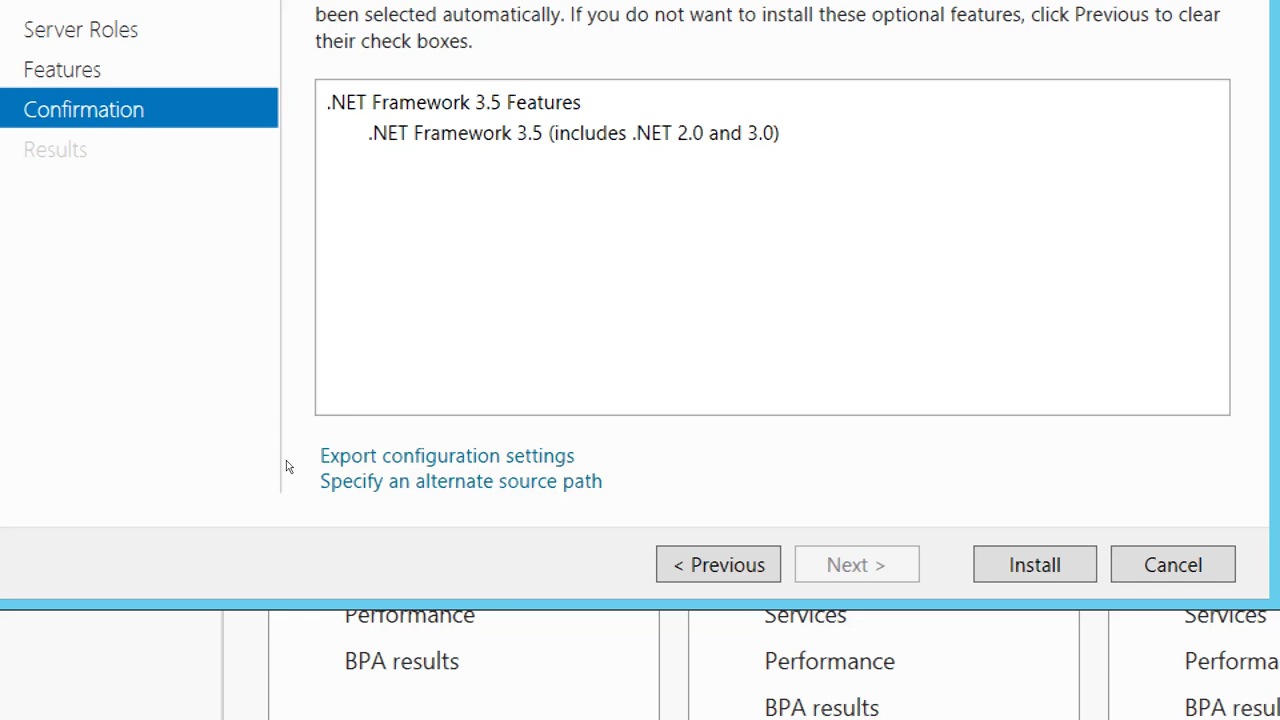 Server Roles
Features
Confirmation
Results
been selected automatically. If you do not want to install these optional features, click Previous to clear
their check boxes.
.NET Framework 3.5 Features
.NET Framework 3.5 (includes .NET 2.0 and 3.0)
Export configuration settings
Specify an alternate source path
< Previous
Next >
Install
Cancel
Performance
Services
Services
BPA results
Performance
Performa
BPA results
BPA resul